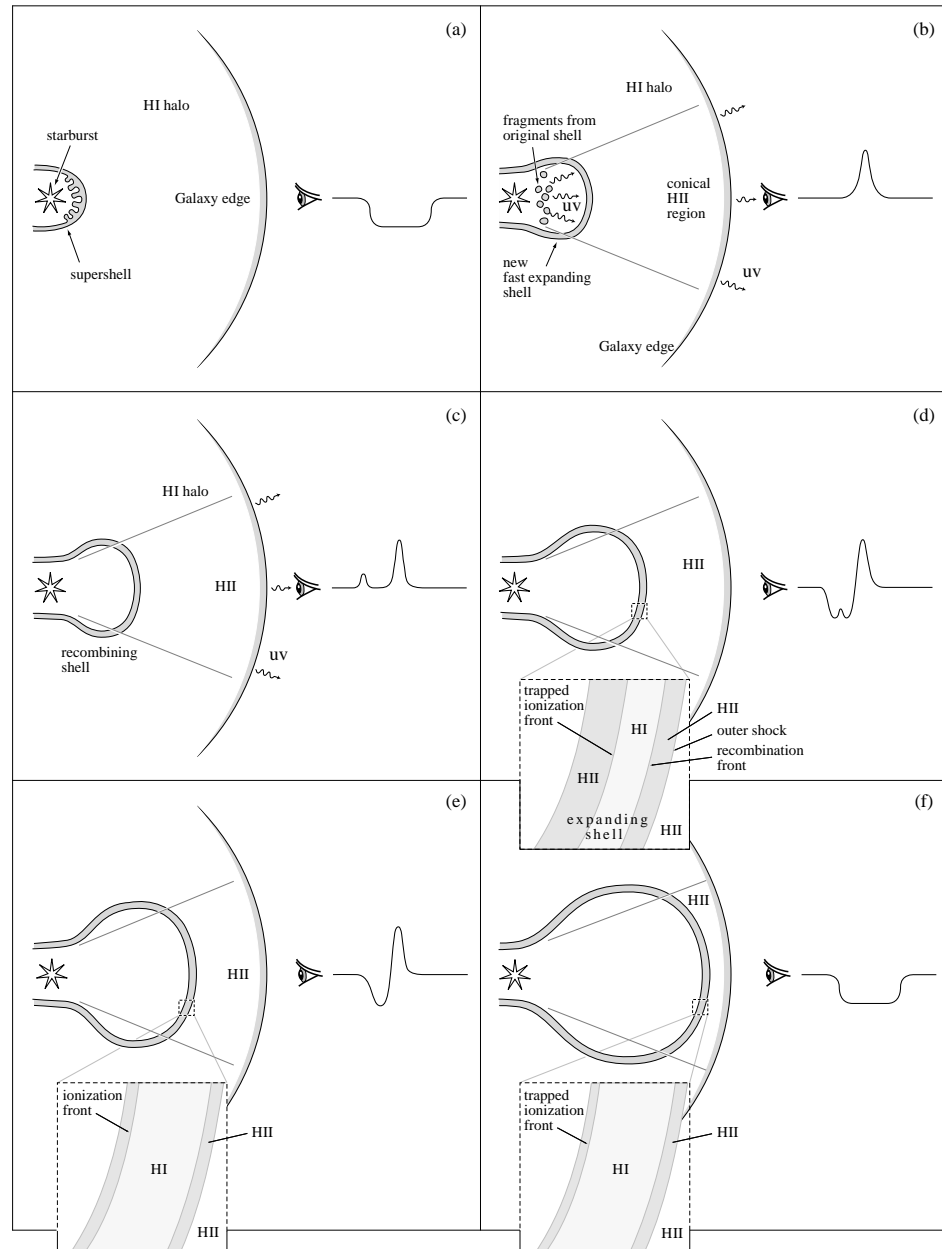 (a)
HI halo
starburst
Galaxy edge
supershell
(b)
HI halo
fragments from
original shell
uv
conical
HII
region
new
fast expanding
shell
uv
Galaxy edge
(c)
HI halo
HII
recombining
shell
uv
(d)
HII
trapped
ionization
front
HI
HII
outer shock
recombination
front
HII
expanding
shell
HII
(e)
HII
ionization
front
HII
HI
HII
(f)
HII
trapped
ionization
front
HII
HI
HII